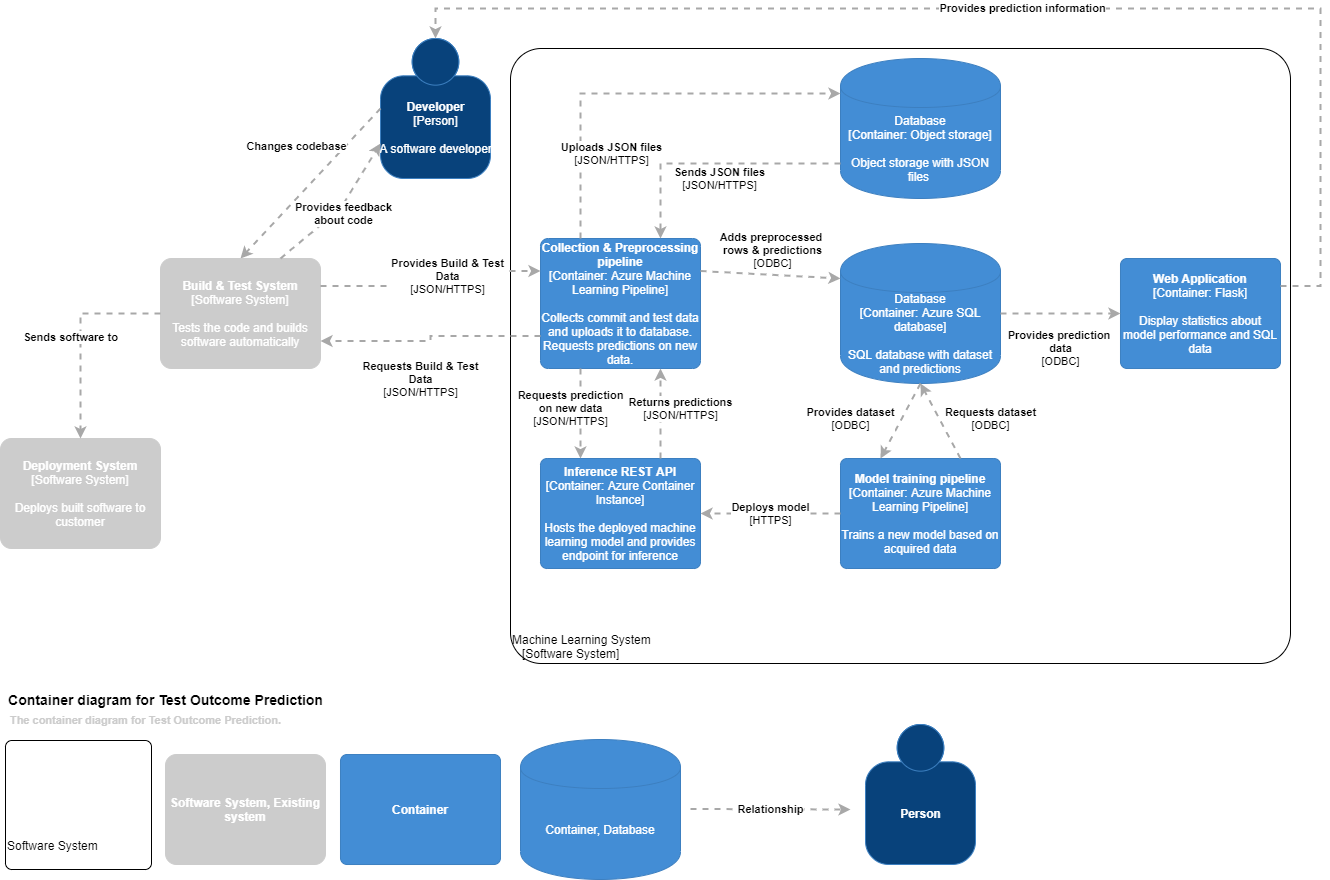 Provides prediction information
Developer
[Person]
A software developer
Changes codebase
Provides feedback
about code
Build & Test System
[Software System]
Tests the code and builds
software automatically
Sends software to
Deployment System
[Software System]
Deploys built software to
customer
Provides Build & Test
Data
[JSON/HTTPS]
Requests Build & Test
Data
[JSON/HTTPS]
Database
[Container: Object storage]
Object storage with JSON
files
Uploads JSON files
[JSON/HTTPS]
Sends JSON files
[JSON/HTTPS]
Collection & Preprocessing
pipeline
[Container: Azure Machine
Learning Pipeline]
Collects commit and test data
and uploads it to database.
Requests predictions on new
data.
Adds preprocessed
rows & predictions
[ODBC]
Database
[Container: Azure SQL
database]
SQL database with dataset
and predictions
Provides prediction
data
[ODBC]
Web Application
[Container: Flask]
Display statistics about
model performance and SQL
data
Requests prediction
on new data
[JSON/HTTPS]
Returns predictions
[JSON/HTTPS]
Provides dataset
[ODBC]
Requests dataset
[ODBC]
Inference REST API
[Container: Azure Container
Instance]
Hosts the deployed machine
learning model and provides
endpoint for inference
Deploys model
[HTTPS]
Model training pipeline
[Container: Azure Machine
Learning Pipeline]
Trains a new model based on
acquired data
Machine Learning System
[Software System]
Container diagram for Test Outcome Prediction
The container diagram for Test Outcome Prediction.
Software System
Software System, Existing
system
Container
Container, Database
Relationship
Person